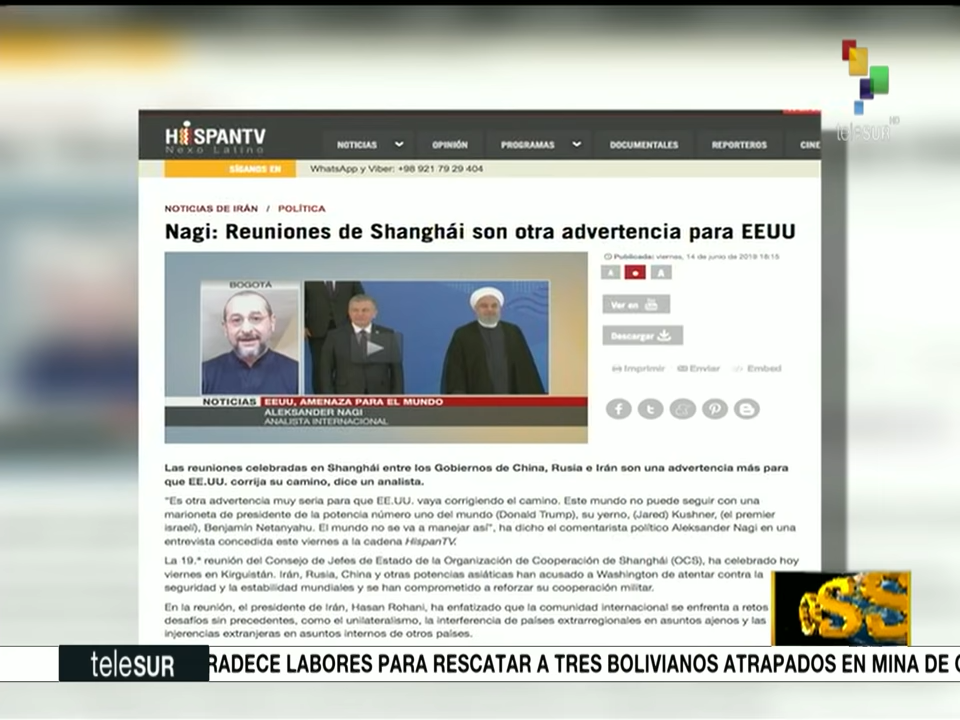 teleSUR HD
HiSPANTV
Nexo Latino
NOTICIAS OPINIÓN PROGRAMAS DOCUMENTALES REPORTEROS CINE
SÍGANOS EN WhatsApp y Viber: +98 921 79 29 404
NOTICIAS DE IRÁN / POLÍTICA
Nagi: Reuniones de Shanghái son otra advertencia para EEUU
Publicada: viernes, 14 de junio de 2019 16:15
A A
BOGOTÁ
Ver en You Tube
Descargar
Imprimir Enviar Embed
NOTICIAS EEUU, AMENAZA PARA EL MUNDO
ALEKSANDER NAGI
ANALISTA INTERNACIONAL
Las reuniones celebradas en Shanghái entre los Gobiernos de China, Rusia e Irán son una advertencia más para
que EE.UU. corrija su camino, dice un analista.
"Es otra advertencia muy seria para que EE.UU. vaya corrigiendo el camino. Este mundo no puede seguir con una
marioneta de presidente de la potencia número uno del mundo (Donald Trump), su yerno, (Jared) Kushner, (el premier
israelí), Benjamín Netanyahu. El mundo no se va a manejar así", ha dicho el comentarista político Aleksander Nagi en una
entrevista concedida este viernes a la cadena HispanTV.
La 19.ª reunión del Consejo de Jefes de Estado de la Organización de Cooperación de Shanghái (OCS), ha celebrado hoy
viernes en Kirguistán. Irán, Rusia, China y otras potencias asiáticas han acusado a Washington de atentar contra la
seguridad y la estabilidad mundiales y se han comprometido a reforzar su cooperación militar.
En la reunión, el presidente de Irán, Hasan Rohani, ha enfatizado que la comunidad internacional se enfrenta a retos
desafíos sin precedentes, como el unilateralismo, la interferencia de países extrarregionales en asuntos ajenos y las
injerencias extranjeras en asuntos internos de otros países.
teleSUR RADECE LABORES PARA RESCATAR A TRES BOLIVIANOS ATRAPADOS EN MINA DE